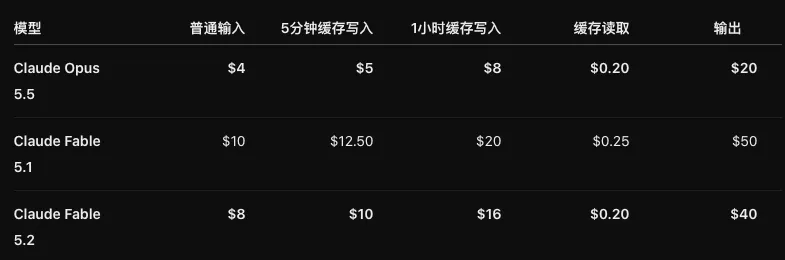 模型 普通输入 5分钟缓存写入 1小时缓存写入 缓存读取 输出
Claude Opus $4 $5 $8 $0.20 $20
5.5
Claude Fable $10 $12.50 $20 $0.25 $50
5.1
Claude Fable $8 $10 $16 $0.20 $40
5.2